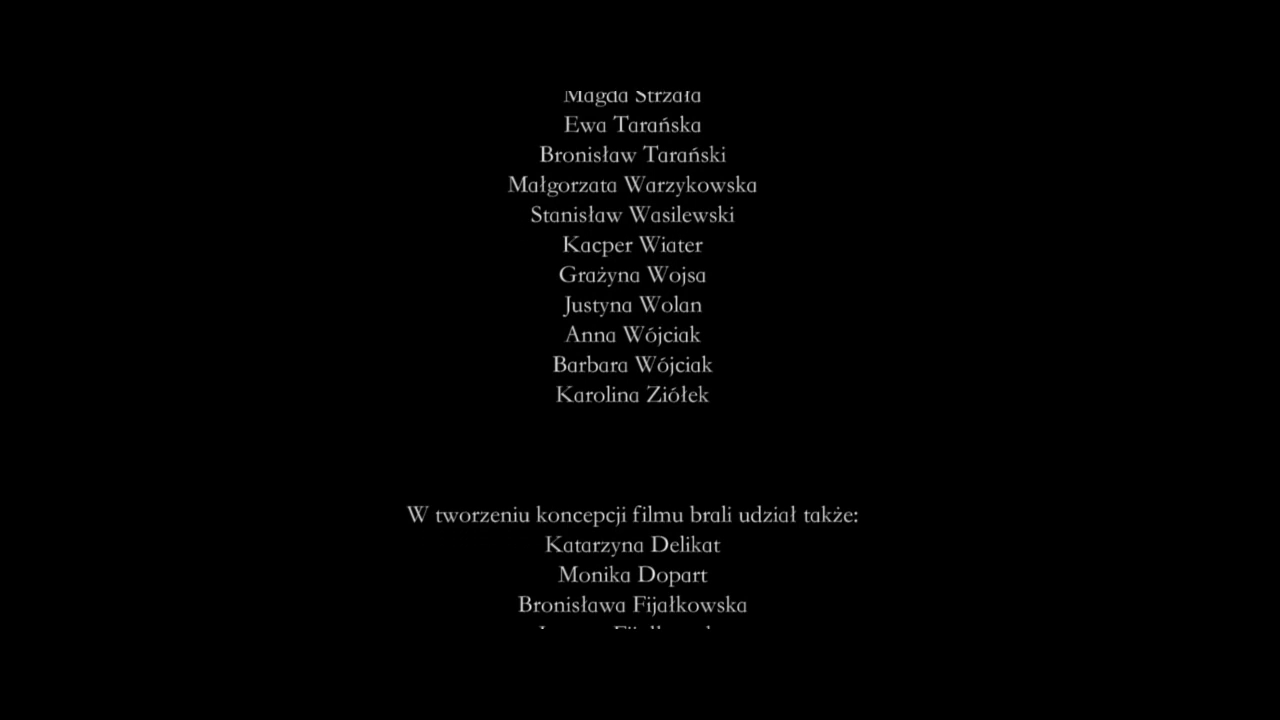 Magda Strzała
Ewa Tarańska
Bronisław Tarański
Małgorzata Warzykowska
Stanisław Wasilewski
Kacper Wiater
Grażyna Wojsa
Justyna Wolan
Anna Wójciak
Barbara Wójciak
Karolina Ziółek
W tworzeniu koncepcji filmu brali udział także:
Katarzyna Delikat
Monika Dopart
Bronisława Fijałkowska